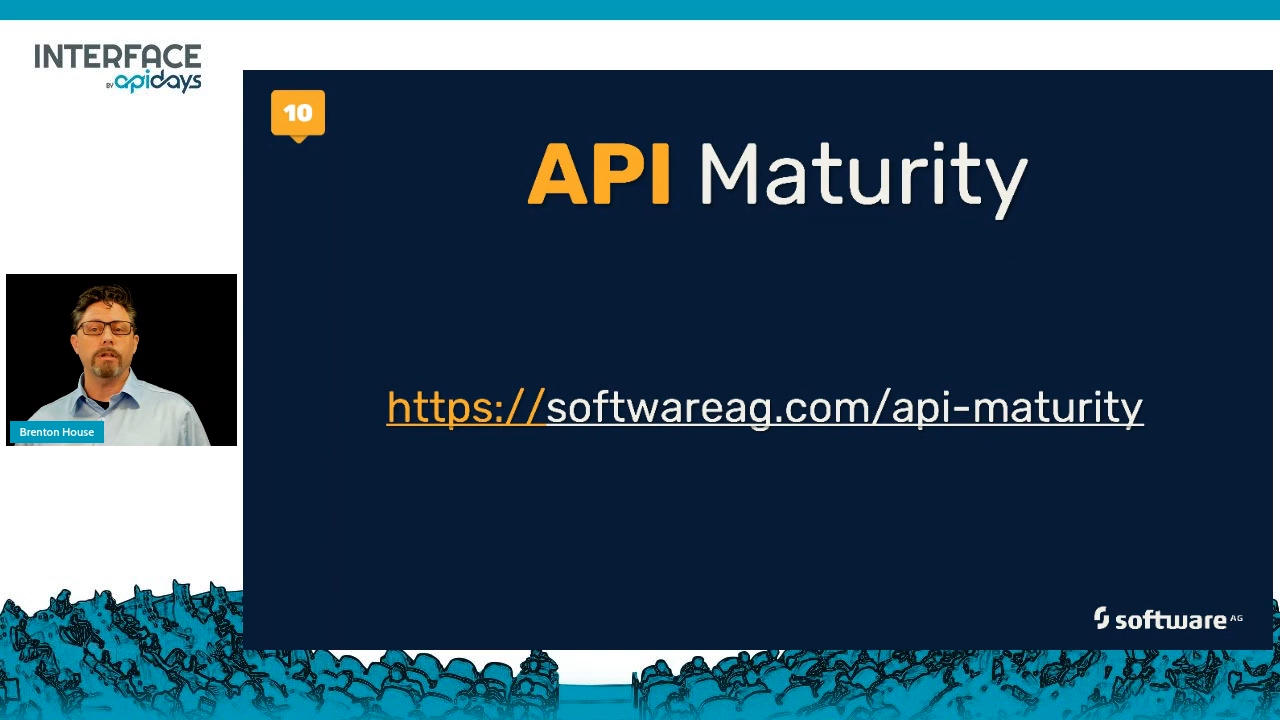 INTERFACE
BY apidays
10
API Maturity
https://softwareag.com/api-maturity
Brenton House
software AG